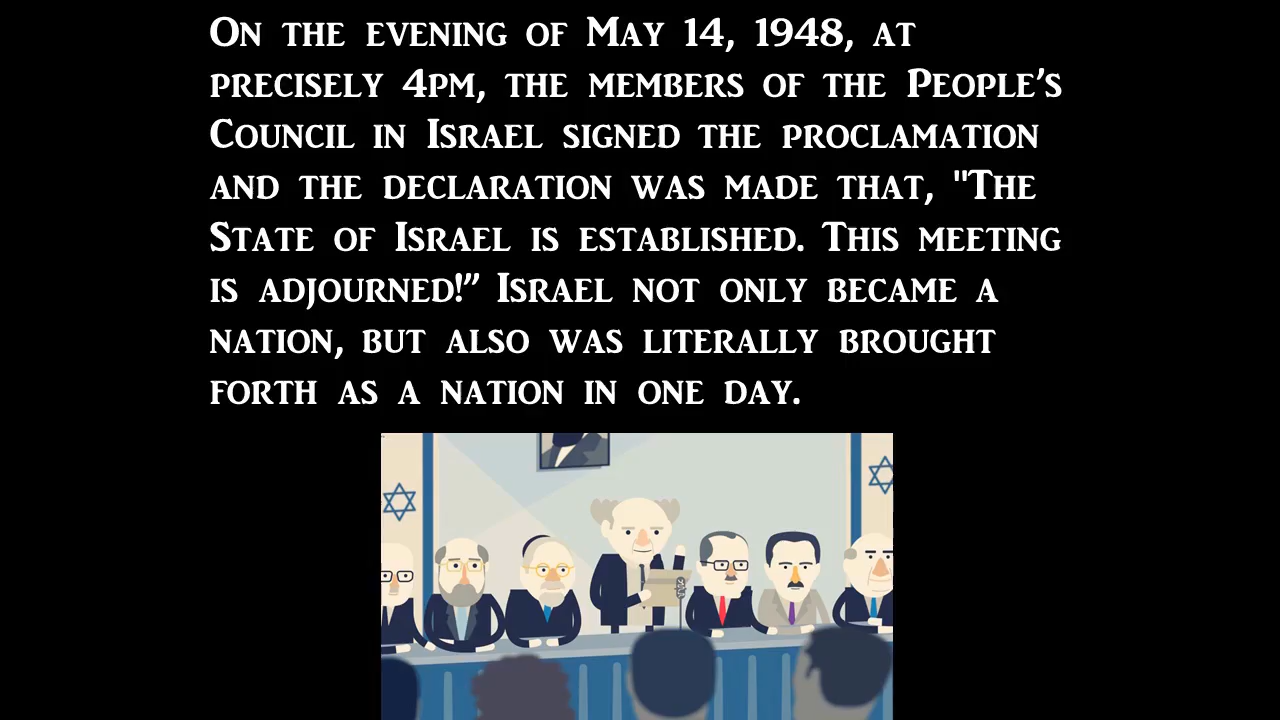 On the evening of May 14, 1948, at
precisely 4pm, the members of the People’s
Council in Israel signed the proclamation
and the declaration was made that, "The
State of Israel is established. This meeting
is adjourned!” Israel not only became a
nation, but also was literally brought
forth as a nation in one day.